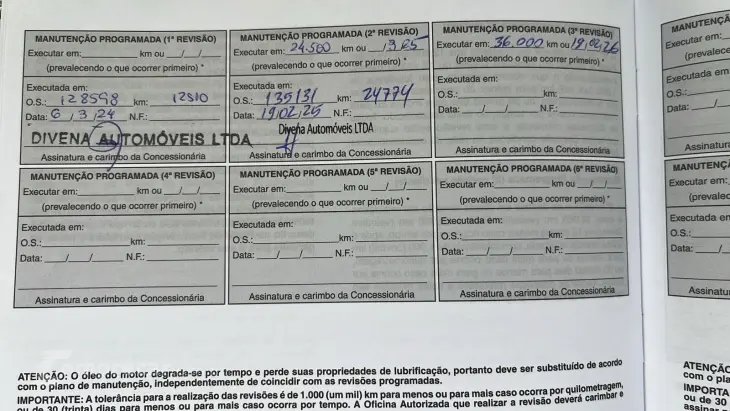 MANUTENÇÃO PROGRAMADA (1ª REVISÃO)
Executar em: km ou / /
(prevalecendo o que ocorrer primeiro) *
Executada em:
O.S.: 128598 km: 12510
Data: 6 / 3 / 24 N.F.:
DIVENA AUTOMÓVEIS LTDA
Assinatura e carimbo da Concessionária
MANUTENÇÃO PROGRAMADA (2ª REVISÃO)
Executar em: 24.500 km ou
(prevalecendo o que ocorrer primeiro) *
Executada em:
O.S.: 135131 km: 24774
Data: 19/02/25 N.F.:
Divena Automóveis LTDA
Assinatura e carimbo da Concessionária
MANUTENÇÃO PROGRAMADA (3ª REVISÃO)
Executar em: 36.000 km ou 19/02/26
(prevalecendo o que ocorrer primeiro) *
Executada em:
O.S.: km:
Data: / / N.F.:
Assinatura e carimbo da Concessionária
MANUTENÇÃO PROGRAMADA (4ª REVISÃO)
Executar em: km ou / /
(prevalecendo o que ocorrer primeiro) *
Executada em:
O.S.: km:
Data: / / N.F.:
Assinatura e carimbo da Concessionária
MANUTENÇÃO PROGRAMADA (5ª REVISÃO)
Executar em: km ou / /
(prevalecendo o que ocorrer primeiro) *
Executada em:
O.S.: km:
Data: / / N.F.:
Assinatura e carimbo da Concessionária
MANUTENÇÃO PROGRAMADA (6ª REVISÃO)
Executar em: km ou / /
(prevalecendo o que ocorrer primeiro) *
Executada em:
O.S.: km:
Data: / / N.F.:
Assinatura e carimbo da Concessionária
ATENÇÃO: O óleo do motor degrada-se por tempo e perde suas propriedades de lubrificação, portanto deve ser substituído de acordo
com o plano de manutenção, independentemente de coincidir com as revisões programadas.
IMPORTANTE: A tolerância para a realização das revisões é de 1.000 (um mil) km para menos ou para mais caso ocorra por quilometragem,
ou de 30 (trinta) dias para menos ou para mais caso ocorra por tempo. A Oficina Autorizada que realizar a revisão deverá carimbar e